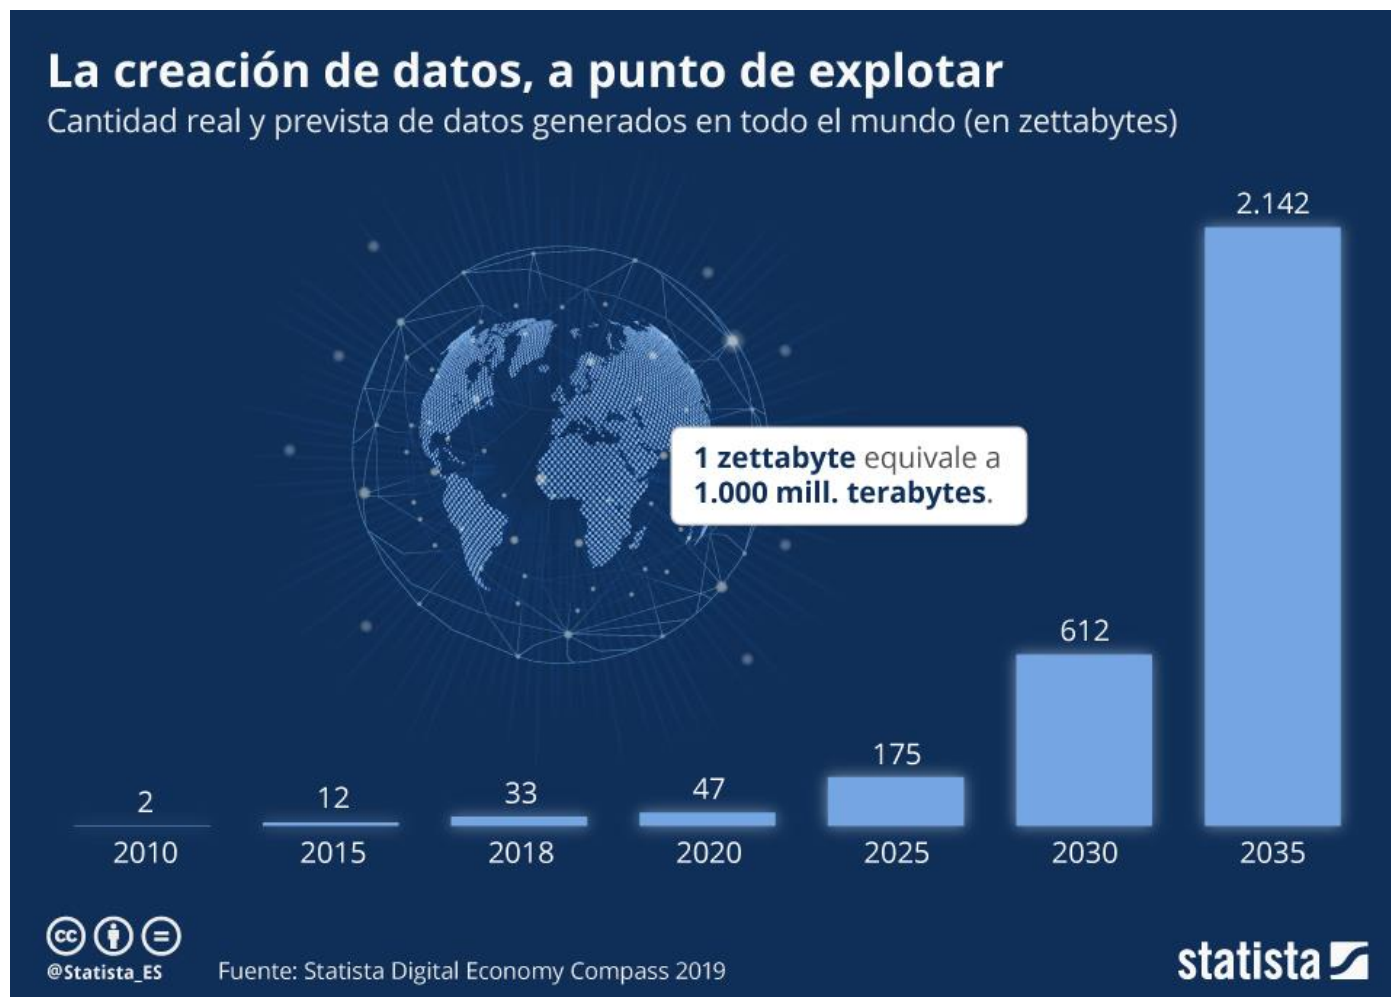 La creación de datos, a punto de explotar
Cantidad real y prevista de datos generados en todo el mundo (en zettabytes)
2.142
1 zettabyte equivale a
1.000 mill. terabytes.
612
175
47
33
12
2
2010 2015 2018 2020 2025 2030 2035
cc
@Statista_ES
Fuente: Statista Digital Economy Compass 2019
statista